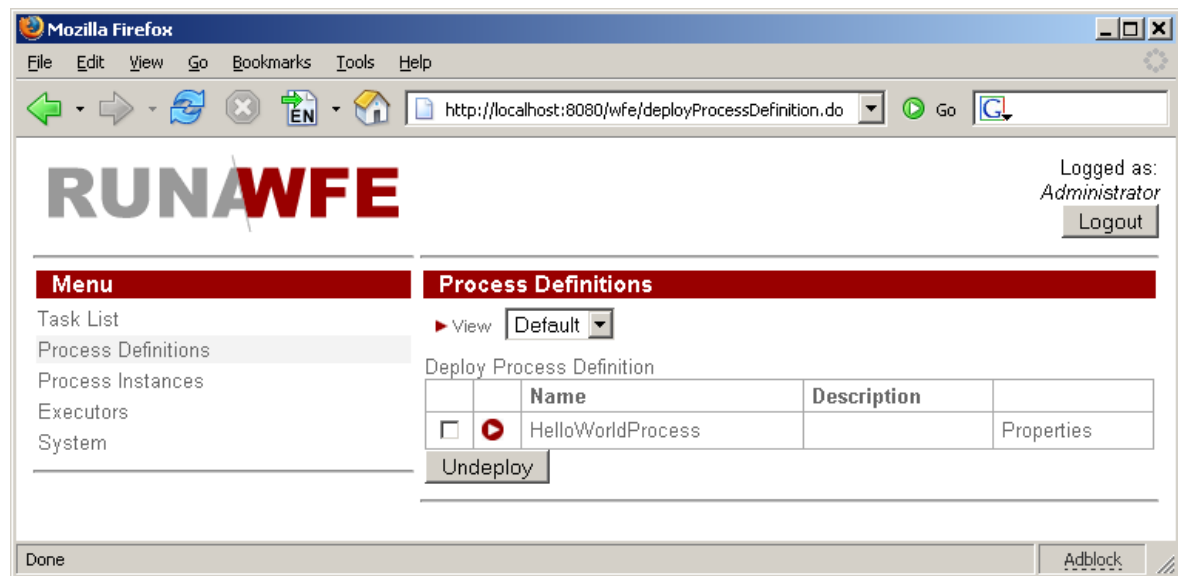 Mozilla Firefox
File Edit View Go Bookmarks Tools Help
EN http://localhost:8080/wfe/deployProcessDefinition.do Go G
RUNAWFE
Logged as:
Administrator
Logout
Menu
Task List
Process Definitions
Process Instances
Executors
System
Process Definitions
View Default
Deploy Process Definition
Name Description
HelloWorldProcess Properties
Undeploy
Done Adblock